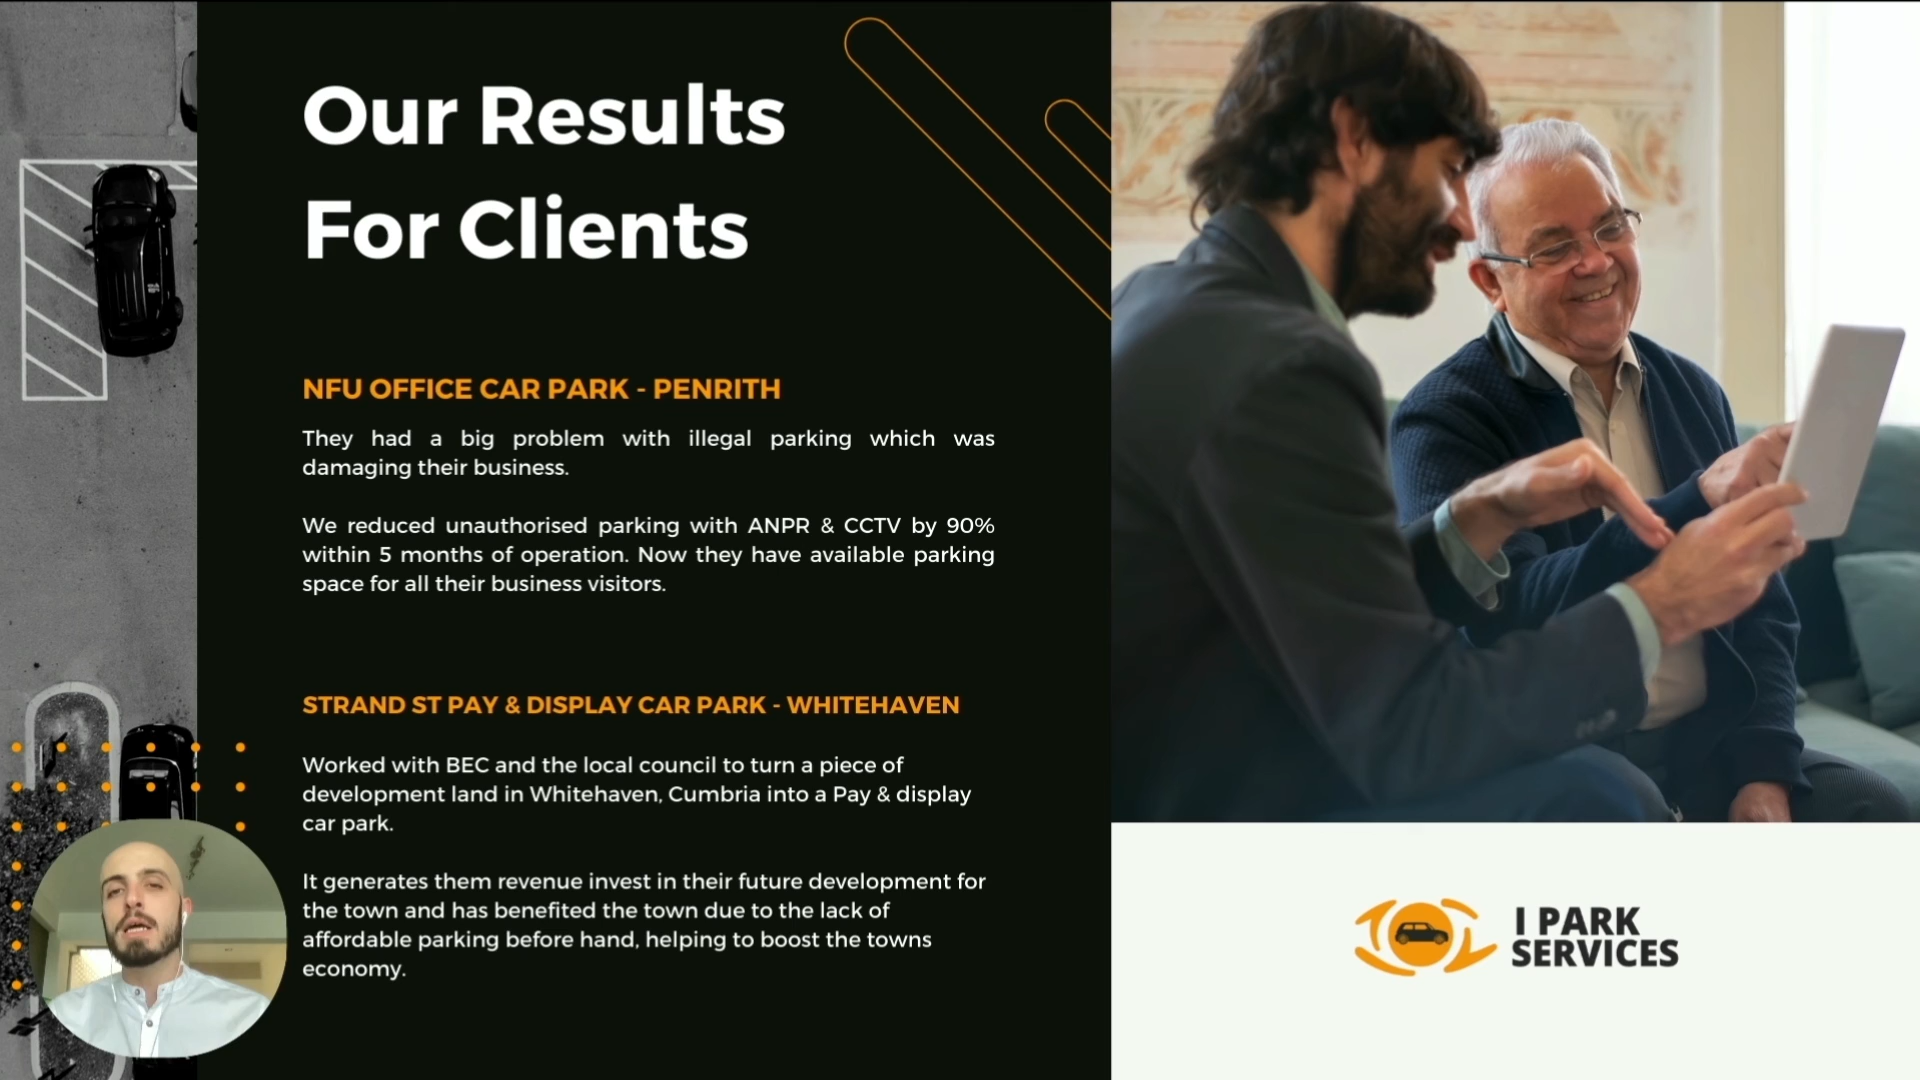 Our Results
For Clients
NFU OFFICE CAR PARK - PENRITH
They had a big problem with illegal parking which was
damaging their business.
We reduced unauthorised parking with ANPR & CCTV by 90%
within 5 months of operation. Now they have available parking
space for all their business visitors.
STRAND ST PAY & DISPLAY CAR PARK - WHITEHAVEN
Worked with BEC and the local council to turn a piece of
development land in Whitehaven, Cumbria into a Pay & display
car park.
It generates them revenue invest in their future development for
the town and has benefited the town due to the lack of
affordable parking before hand, helping to boost the towns
economy.
I PARK
SERVICES